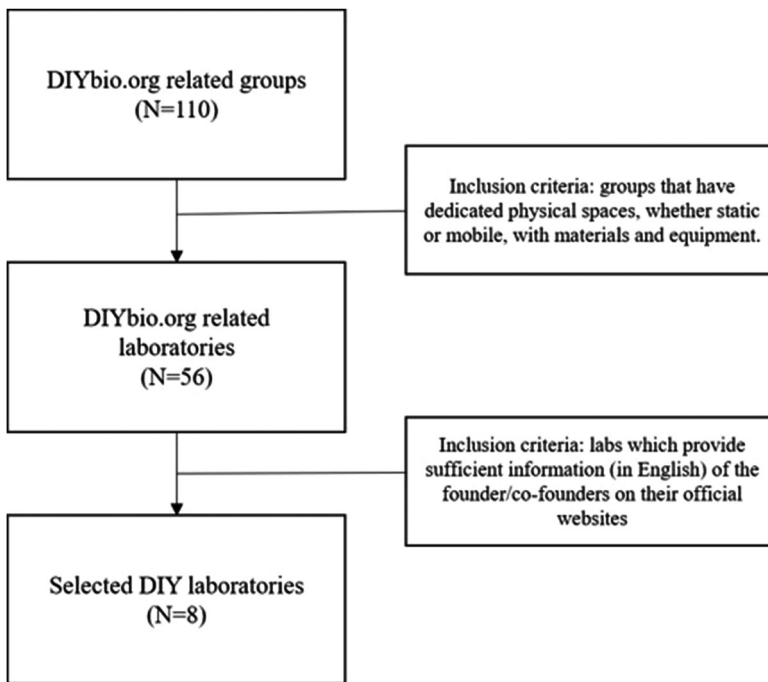 DIYbio.org related groups
(N=110)
Inclusion criteria: groups that have
dedicated physical spaces, whether static
or mobile, with materials and equipment.
DIYbio.org related
laboratories
(N=56)
Inclusion criteria: labs which provide
sufficient information (in English) of the
founder/co-founders on their official
websites
Selected DIY laboratories
(N=8)